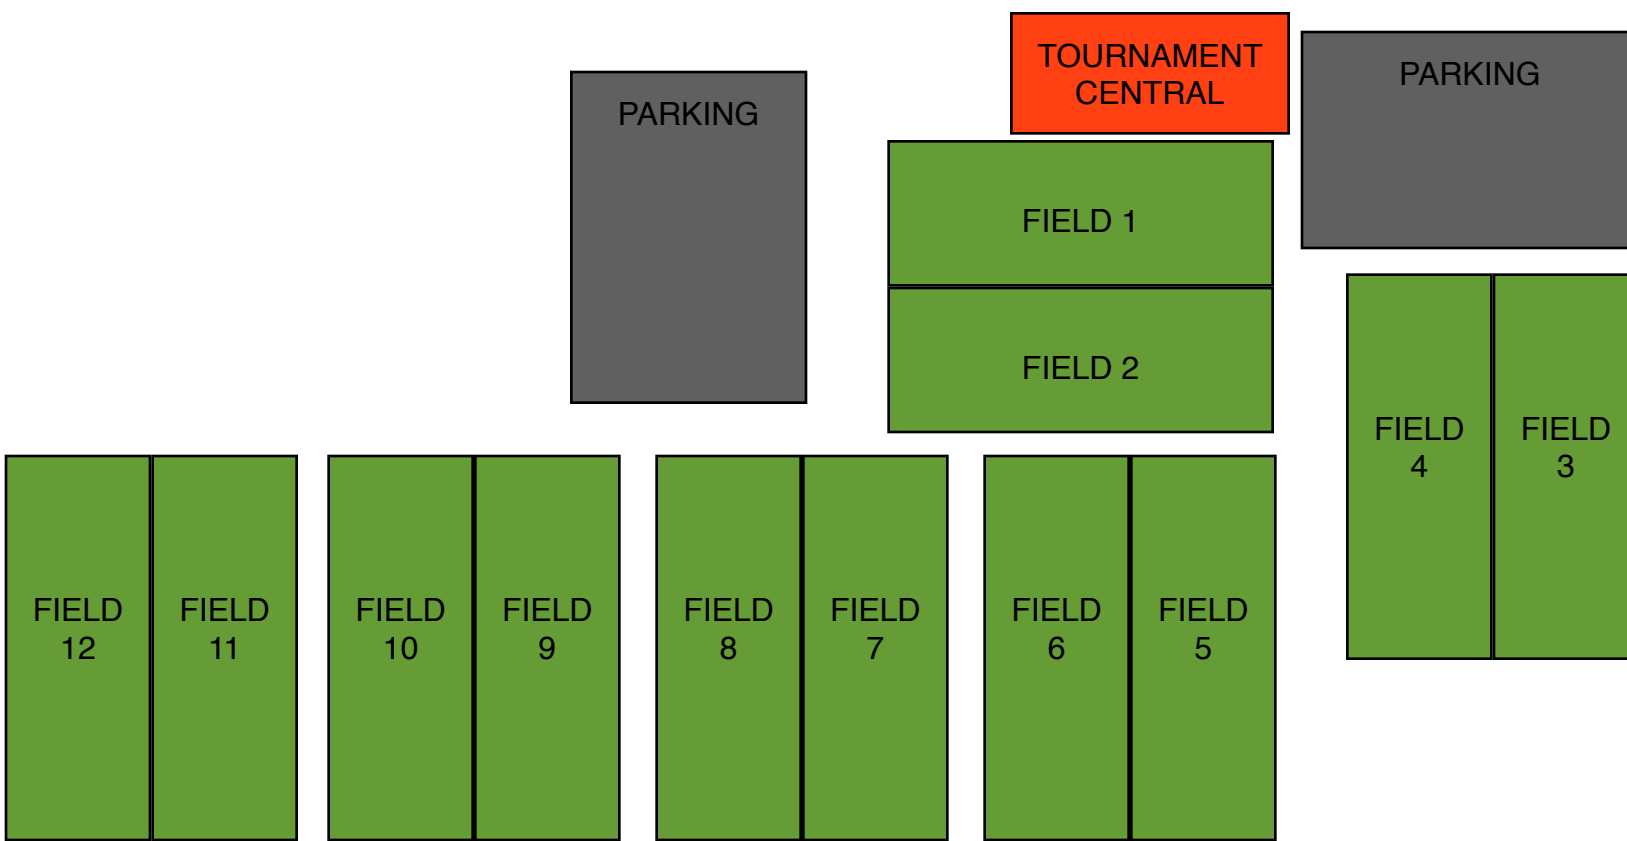 TOURNAMENT
CENTRAL
PARKING
PARKING
FIELD 1
FIELD 2
FIELD
4
FIELD
3
FIELD
12
FIELD
11
FIELD
10
FIELD
9
FIELD
8
FIELD
7
FIELD
6
FIELD
5